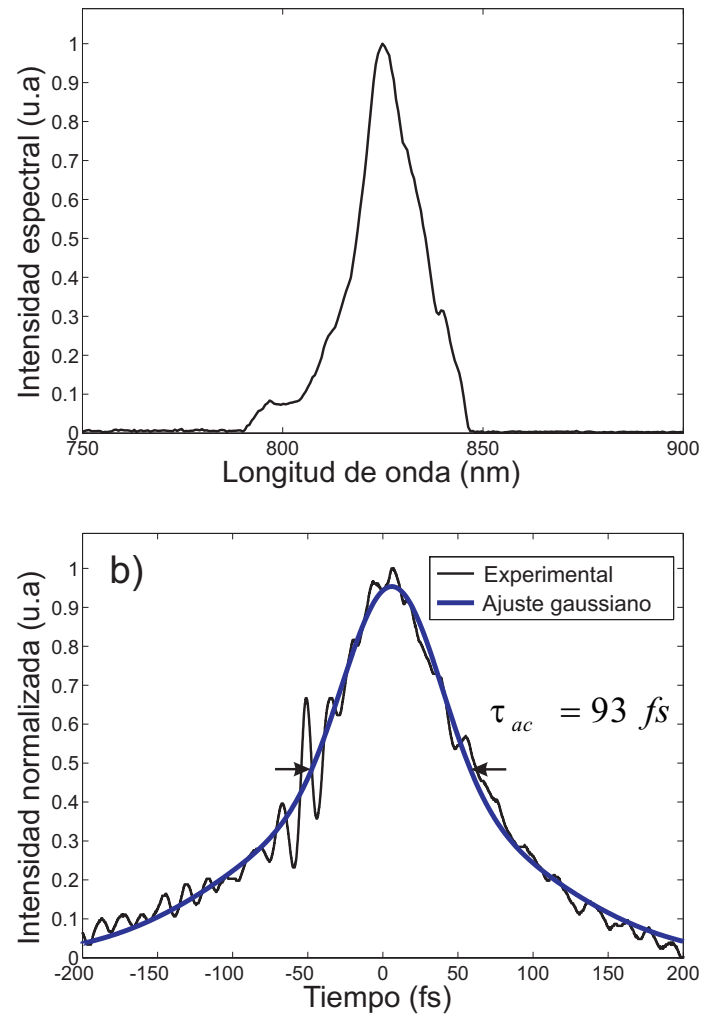 1
0.9
0.8
0.7
0.6
0.5
0.4
0.3
0.2
0.1
0
Intensidad espectral (u.a)
750 800 850 900
Longitud de onda (nm)
b)
Experimental
Ajuste gaussiano
τac = 93 fs
1
0.9
0.8
0.7
0.6
0.5
0.4
0.3
0.2
0.1
0
Intensidad normalizada (u.a)
-200 -150 -100 -50 0 50 100 150 200
Tiempo (fs)